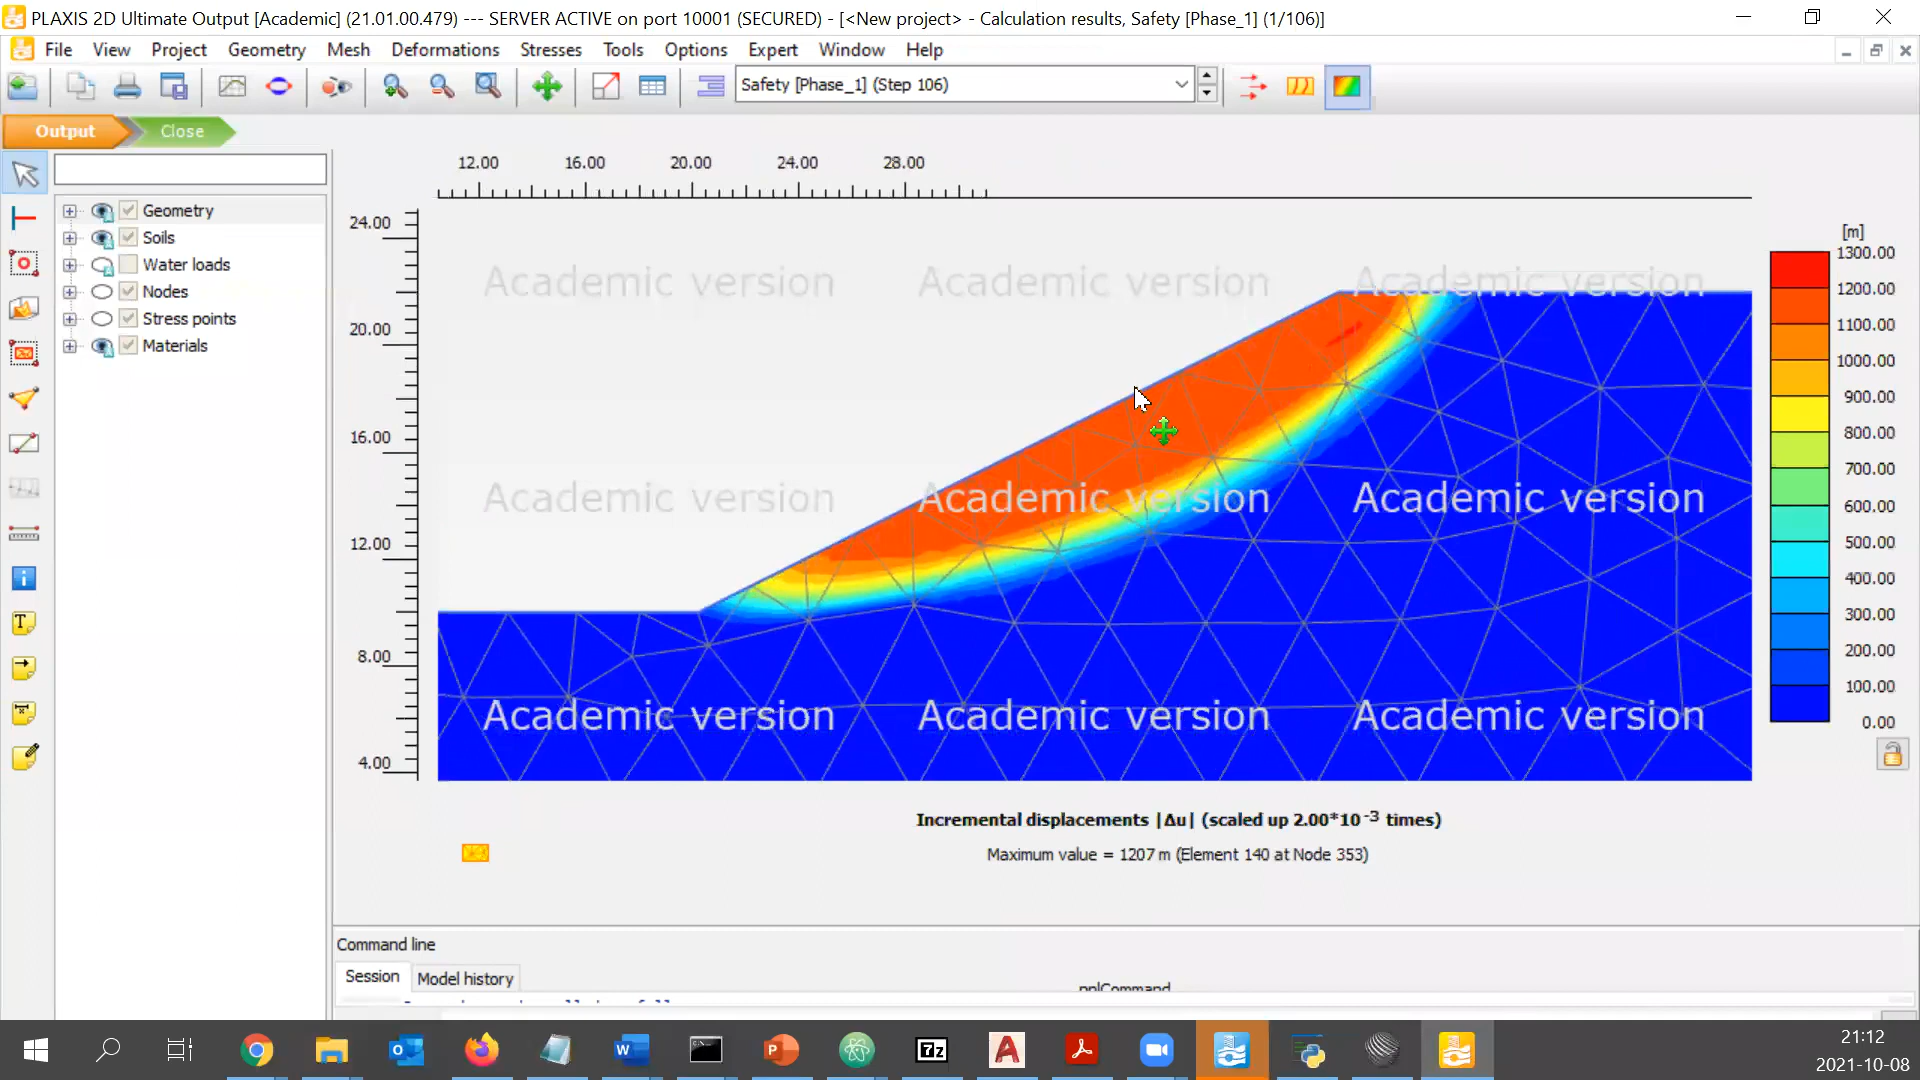 PLAXIS 2D Ultimate Output [Academic] (21.01.00.479) --- SERVER ACTIVE on port 10001 (SECURED) - [<New project> - Calculation results, Safety [Phase_1] (1/106)]
File View Project Geometry Mesh Deformations Stresses Tools Options Expert Window Help
Safety [Phase_1] (Step 106)
Output Close
12.00 16.00 20.00 24.00 28.00
Geometry
Soils
Water loads
Nodes
Stress points
Materials
24.00
20.00
16.00
12.00
8.00
4.00
Academic version Academic version Academic version
Academic version Academic version Academic version
Academic version Academic version Academic version
[m]
1300.00
1200.00
1100.00
1000.00
900.00
800.00
700.00
600.00
500.00
400.00
300.00
200.00
100.00
0.00
Incremental displacements |Δu| (scaled up 2.00*10 -3 times)
Maximum value = 1207 m (Element 140 at Node 353)
Command line
Session Model history
21:12
2021-10-08